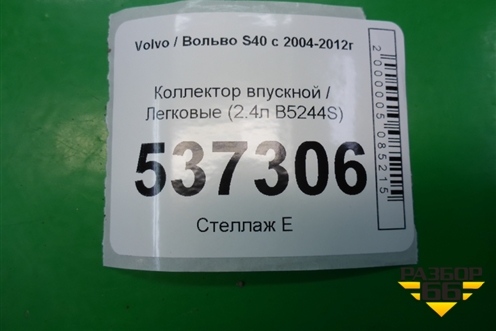 Volvo / Вольво S40 с 2004-2012г
Коллектор впускной /
Легковые (2.4л B5244S)
537306
Стеллаж Е
2000005085215
РАЗБОР
66